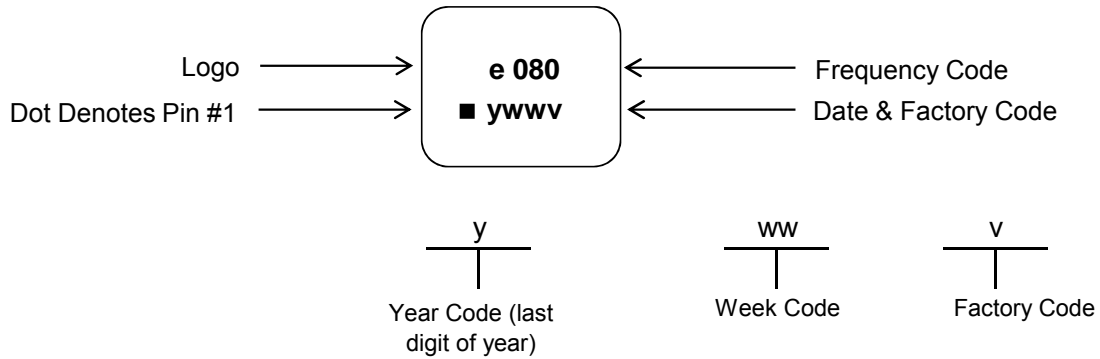 Logo
e 080
Frequency Code
Dot Denotes Pin #1
■ ywwv
Date & Factory Code
y
ww
v
Year Code (last
digit of year)
Week Code
Factory Code